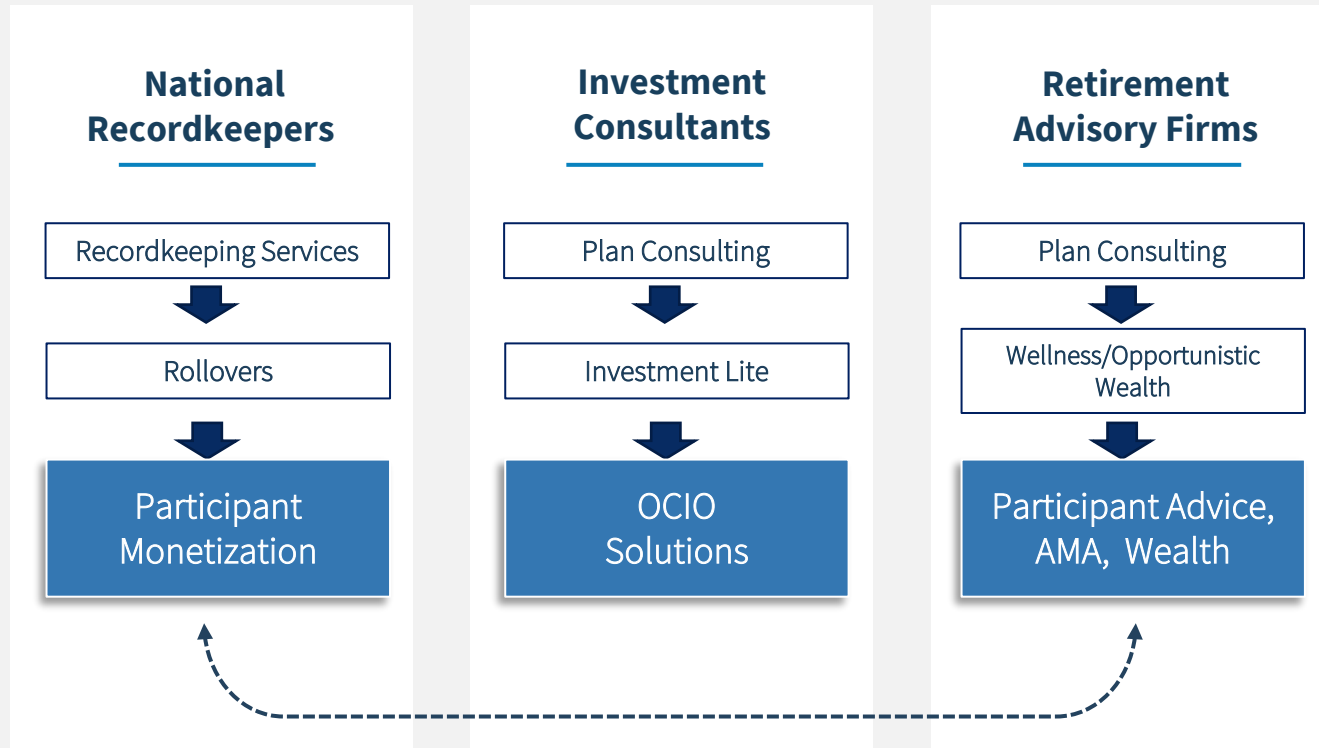 National
Recordkeepers
Recordkeeping Services
Rollovers
Participant
Monetization
Investment
Consultants
Plan Consulting
Investment Lite
OCIO
Solutions
Retirement
Advisory Firms
Plan Consulting
Wellness/Opportunistic
Wealth
Participant Advice,
AMA, Wealth